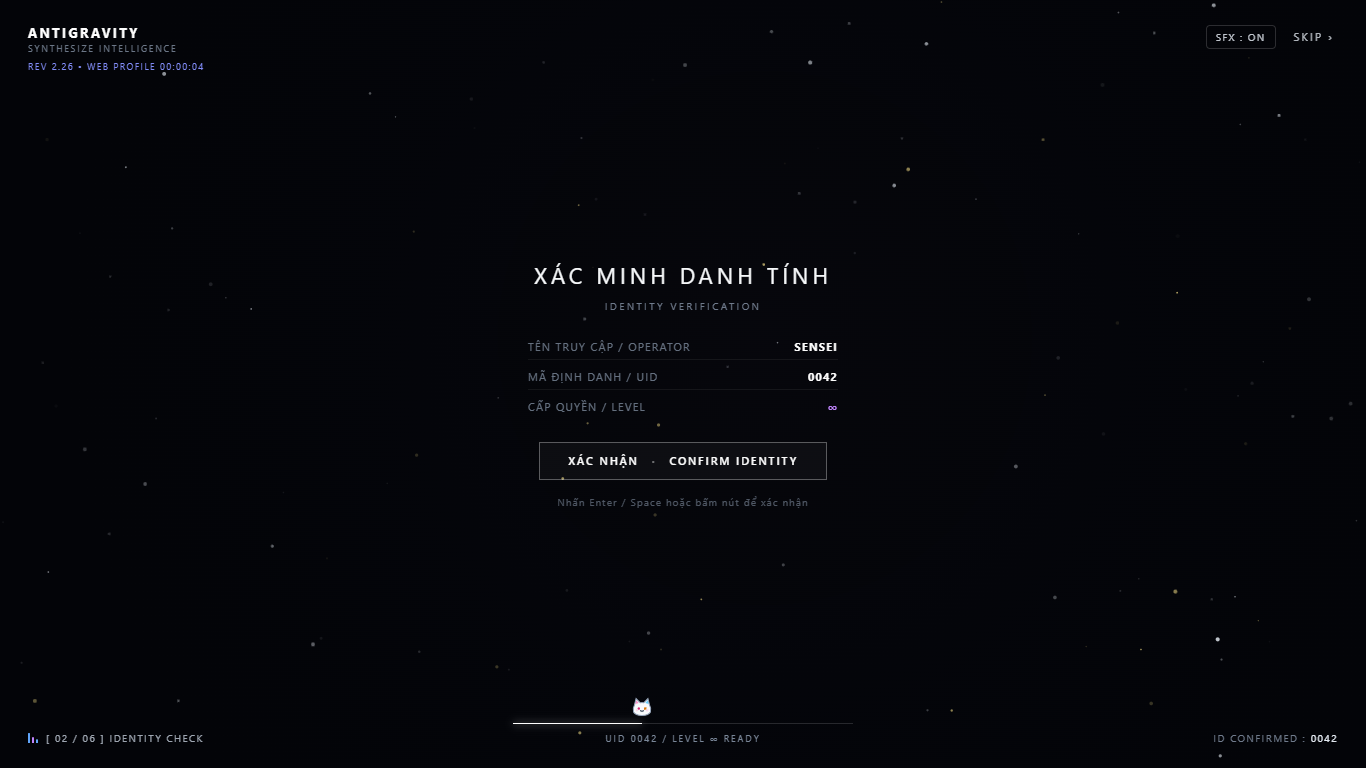 ANTIGRAVITY
SYNTHESIZE INTELLIGENCE
REV 2.26 • WEB PROFILE 00:00:04
SFX : ON
SKIP ›
XÁC MINH DANH TÍNH
IDENTITY VERIFICATION
TÊN TRUY CẬP / OPERATOR SENSEI
MÃ ĐỊNH DANH / UID 0042
CẤP QUYỀN / LEVEL ∞
XÁC NHẬN · CONFIRM IDENTITY
Nhấn Enter / Space hoặc bấm nút để xác nhận
[ 02 / 06 ] IDENTITY CHECK
UID 0042 / LEVEL ∞ READY
ID CONFIRMED : 0042